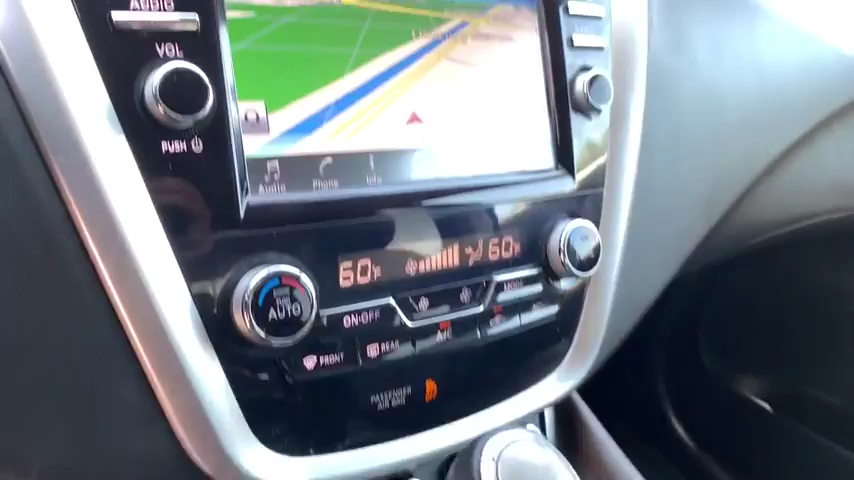 AUDIO
VOL
PUSH
Audio Phone Info
60°F 60°F
AUTO
ON·OFF
MODE
A/C
FRONT
REAR
PASSENGER
AIR BAG